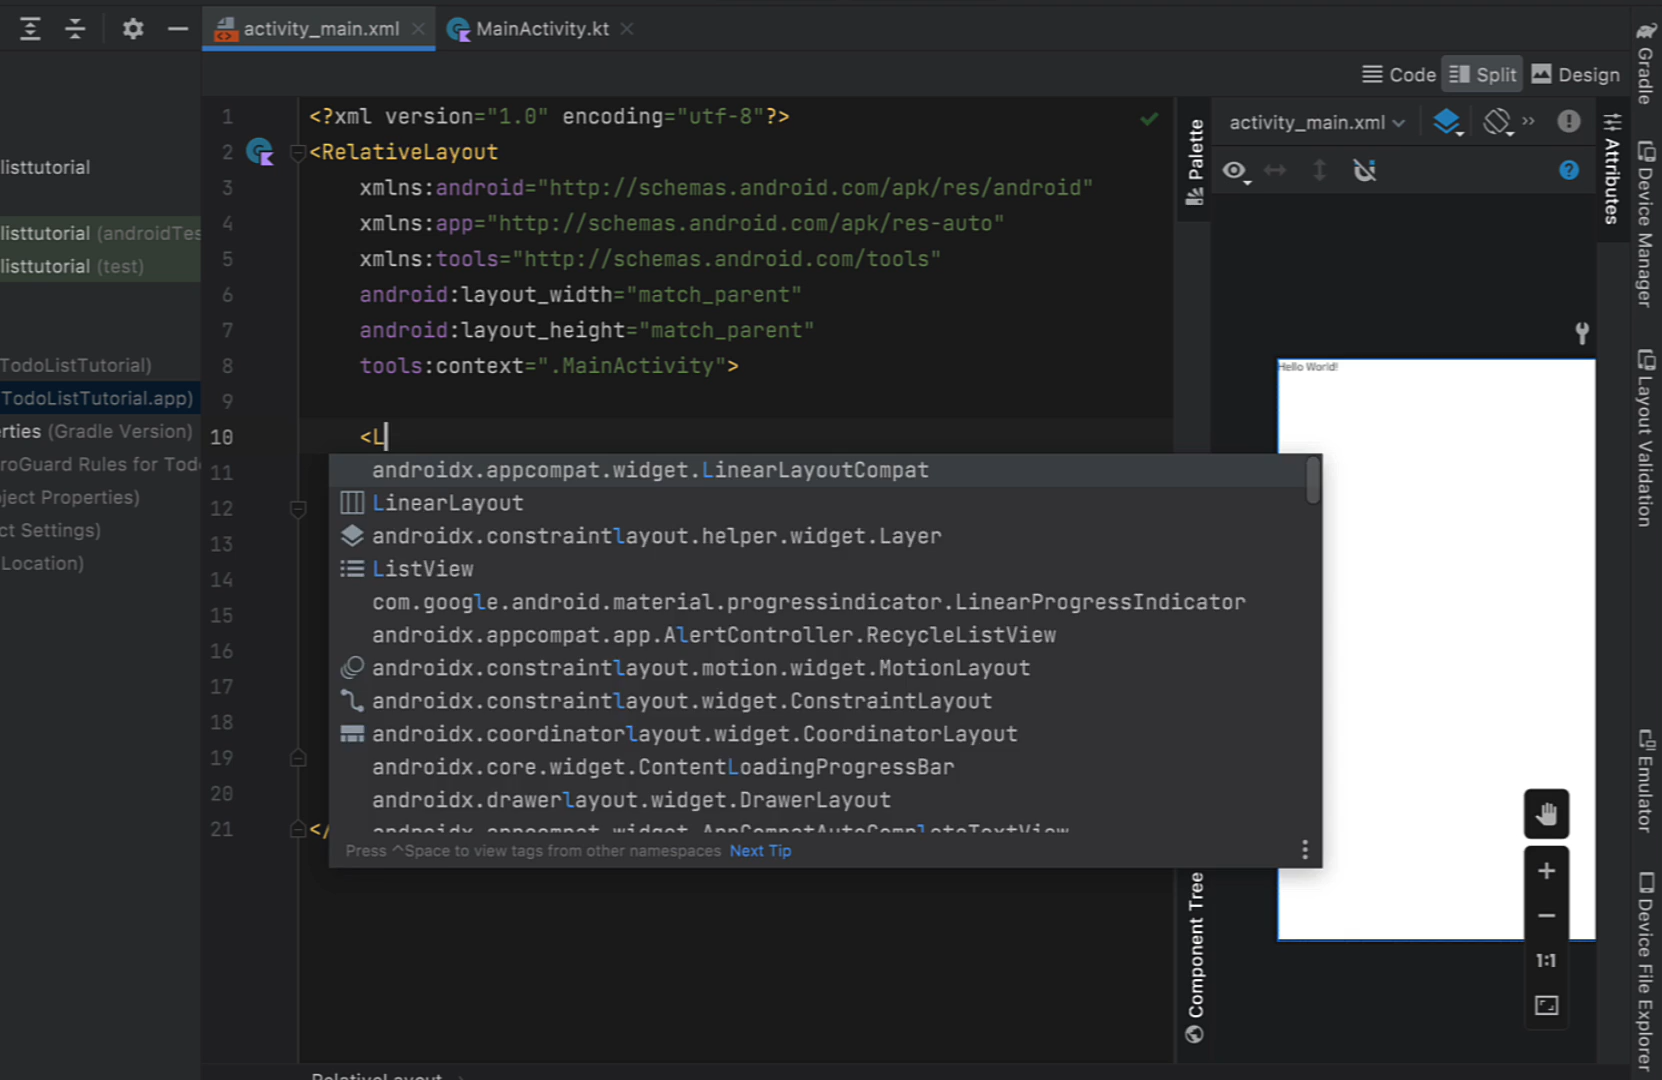 activity_main.xml
MainActivity.kt
Code
Split
Design
listtutorial
listtutorial (androidTes
listtutorial (test)
TodoListTutorial)
TodoListTutorial.app)
rties (Gradle Version)
roGuard Rules for Tod
ject Properties)
ct Settings)
Location)
1 <?xml version="1.0" encoding="utf-8"?>
2 <RelativeLayout
3 xmlns:android="http://schemas.android.com/apk/res/android"
4 xmlns:app="http://schemas.android.com/apk/res-auto"
5 xmlns:tools="http://schemas.android.com/tools"
6 android:layout_width="match_parent"
7 android:layout_height="match_parent"
8 tools:context=".MainActivity">
9
10 <L
11
12
13
14
15
16
17
18
19
20
21 </
androidx.appcompat.widget.LinearLayoutCompat
LinearLayout
androidx.constraintlayout.helper.widget.Layer
ListView
com.google.android.material.progressindicator.LinearProgressIndicator
androidx.appcompat.app.AlertController.RecycleListView
androidx.constraintlayout.motion.widget.MotionLayout
androidx.constraintlayout.widget.ConstraintLayout
androidx.coordinatorlayout.widget.CoordinatorLayout
androidx.core.widget.ContentLoadingProgressBar
androidx.drawerlayout.widget.DrawerLayout
androidx.appcompat.widget.AppCompatAutoCompleteTextView
Press ^Space to view tags from other namespaces Next Tip
RelativeLayout
Palette
Component Tree
activity_main.xml
Hello World!
1:1
Attributes
Gradle
Device Manager
Layout Validation
Emulator
Device File Explorer